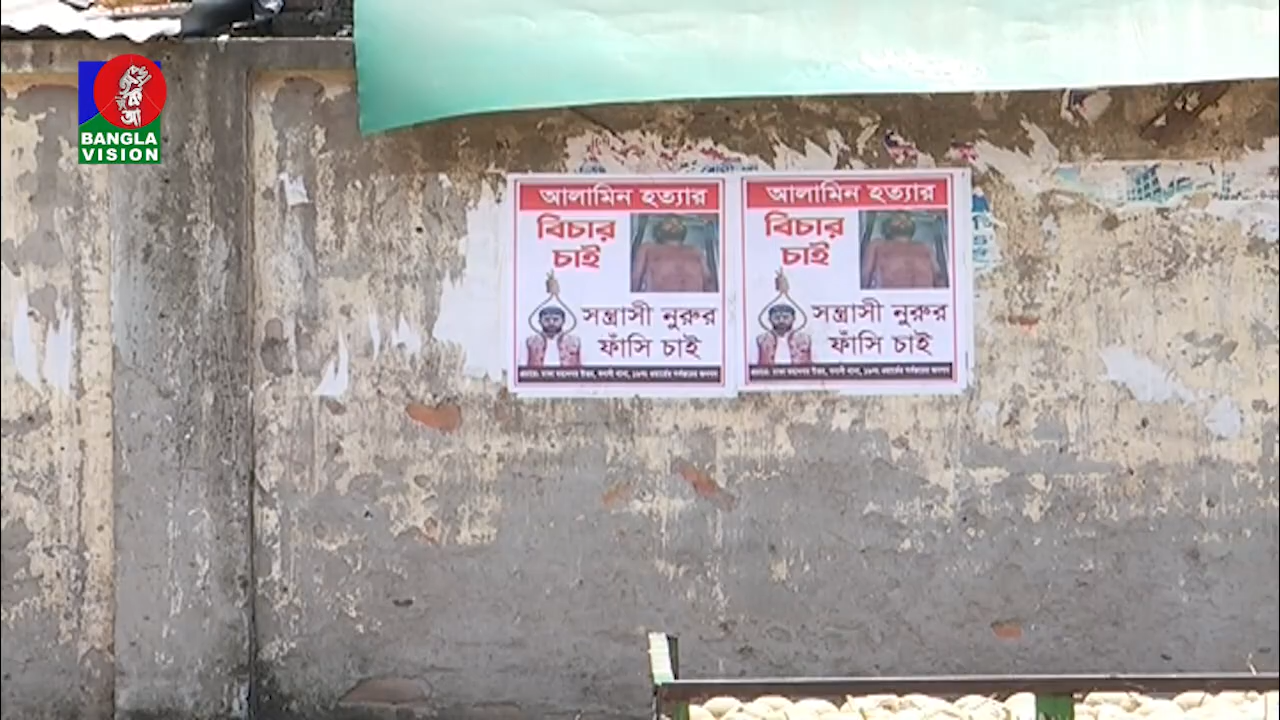 BANGLA
VISION
আলামিন হত্যার
বিচার
চাই
সন্ত্রাসী নুরুর
ফাঁসি চাই
আলামিন হত্যার
বিচার
চাই
সন্ত্রাসী নুরুর
ফাঁসি চাই